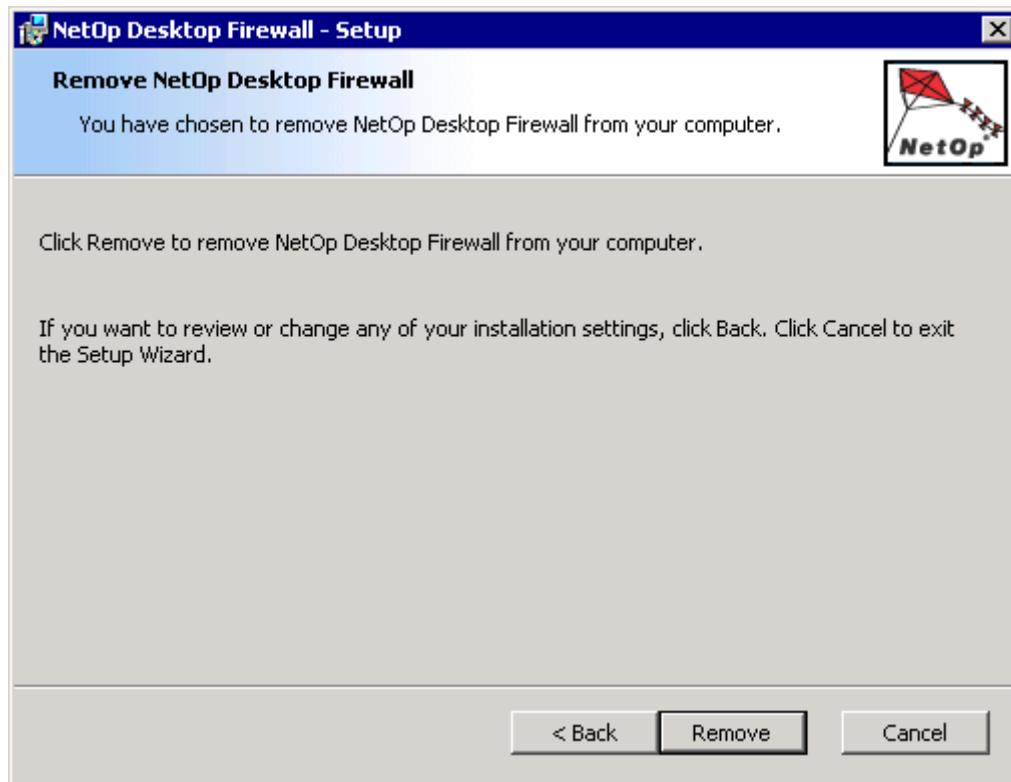 NetOp Desktop Firewall - Setup
Remove NetOp Desktop Firewall
You have chosen to remove NetOp Desktop Firewall from your computer.
NetOp®
Click Remove to remove NetOp Desktop Firewall from your computer.
If you want to review or change any of your installation settings, click Back. Click Cancel to exit
the Setup Wizard.
< Back
Remove
Cancel